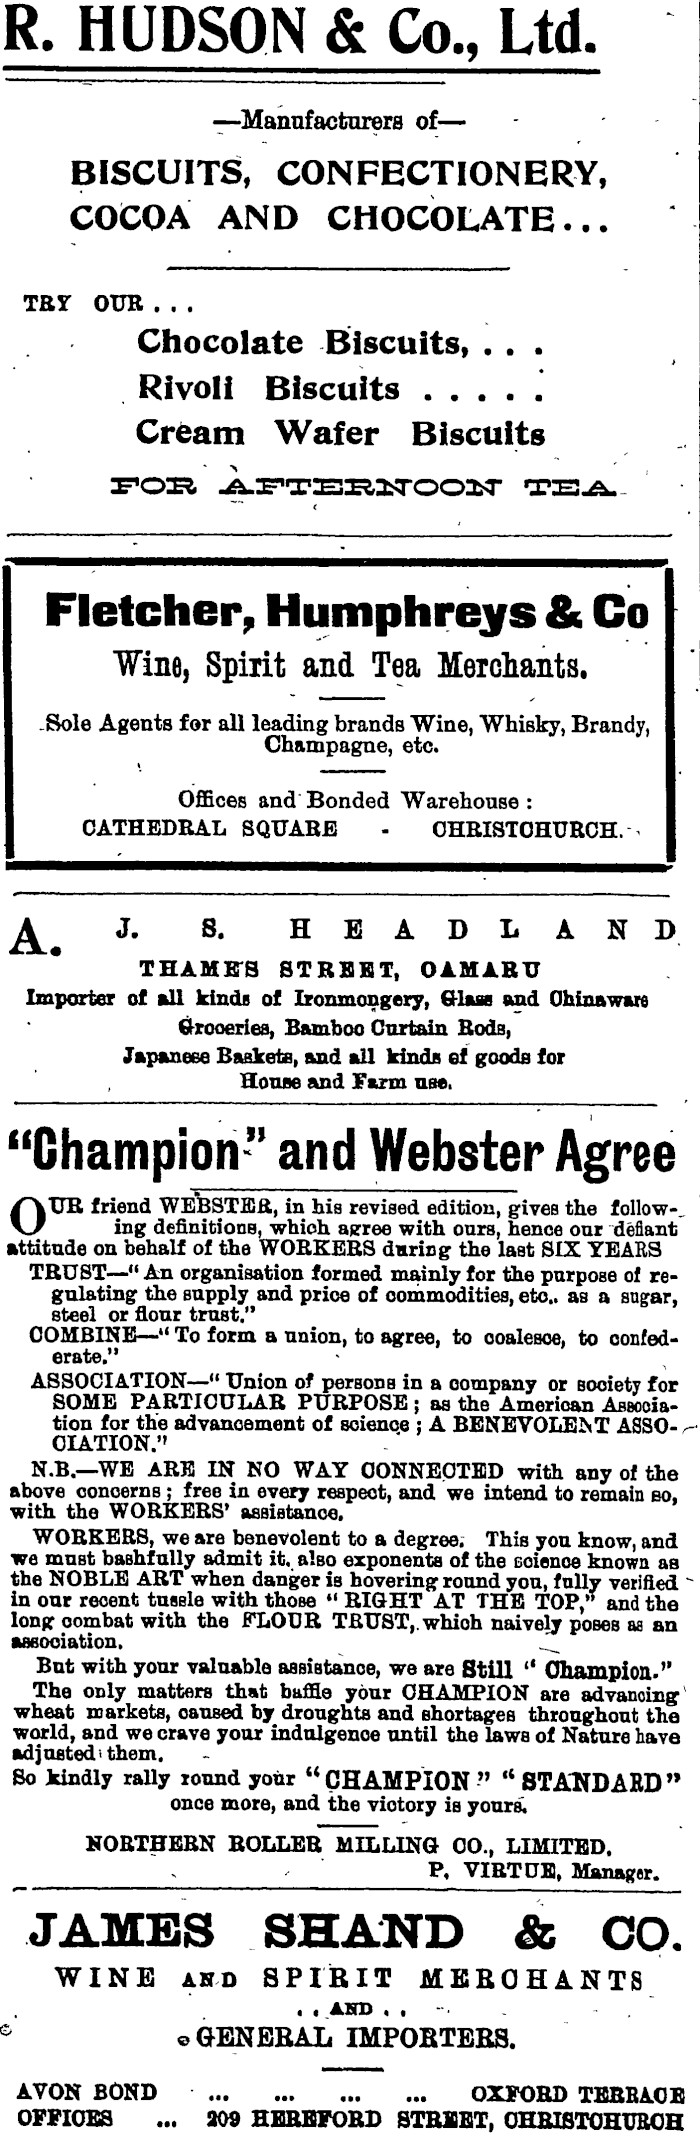 R. HUDSON & Co., Ltd.
—Manufacturers of—
BISCUITS, CONFECTIONERY,
COCOA AND CHOCOLATE...
TRY OUR...
Chocolate Biscuits, . . .
Rivoli Biscuits . . . . .
Cream Wafer Biscuits
FOR AFTERNOON TEA
Fletcher, Humphreys & Co
Wine, Spirit and Tea Merchants.
Sole Agents for all leading brands Wine, Whisky, Brandy,
Champagne, etc.
Offices and Bonded Warehouse :
CATHEDRAL SQUARE - CHRISTCHURCH.
A. J. S. HEADLAND
THAMES STREET, OAMARU
Importer of all kinds of Ironmongery, Glass and Chinaware
Groceries, Bamboo Curtain Rods,
Japanese Baskets, and all kinds of goods for
House and Farm use.
"Champion" and Webster Agree
OUR friend WEBSTER, in his revised edition, gives the follow-
ing definitions, which agree with ours, hence our defiant
attitude on behalf of the WORKERS during the last SIX YEARS
TRUST—"An organisation formed mainly for the purpose of re-
gulating the supply and price of commodities, etc., as a sugar,
steel or flour trust."
COMBINE—"To form a union, to agree, to coalesce, to confed-
erate."
ASSOCIATION—"Union of persons in a company or society for
SOME PARTICULAR PURPOSE; as the American Associa-
tion for the advancement of science; A BENEVOLENT ASSO-
CIATION."
N.B.—WE ARE IN NO WAY CONNECTED with any of the
above concerns; free in every respect, and we intend to remain so,
with the WORKERS' assistance.
WORKERS, we are benevolent to a degree. This you know, and
we must bashfully admit it, also exponents of the science known as
the NOBLE ART when danger is hovering round you, fully verified
in our recent tussle with those "RIGHT AT THE TOP," and the
long combat with the FLOUR TRUST, which naively poses as an
association.
But with your valuable assistance, we are Still "Champion."
The only matters that baffle your CHAMPION are advancing
wheat markets, caused by droughts and shortages throughout the
world, and we crave your indulgence until the laws of Nature have
adjusted them.
So kindly rally round your "CHAMPION" "STANDARD"
once more, and the victory is yours.
NORTHERN ROLLER MILLING CO., LIMITED.
P. VIRTUE, Manager.
JAMES SHAND & CO.
WINE AND SPIRIT MERCHANTS
..AND..
GENERAL IMPORTERS.
AVON BOND ... ... ... ... OXFORD TERRACE
OFFICES ... 209 HEREFORD STREET, CHRISTCHURCH